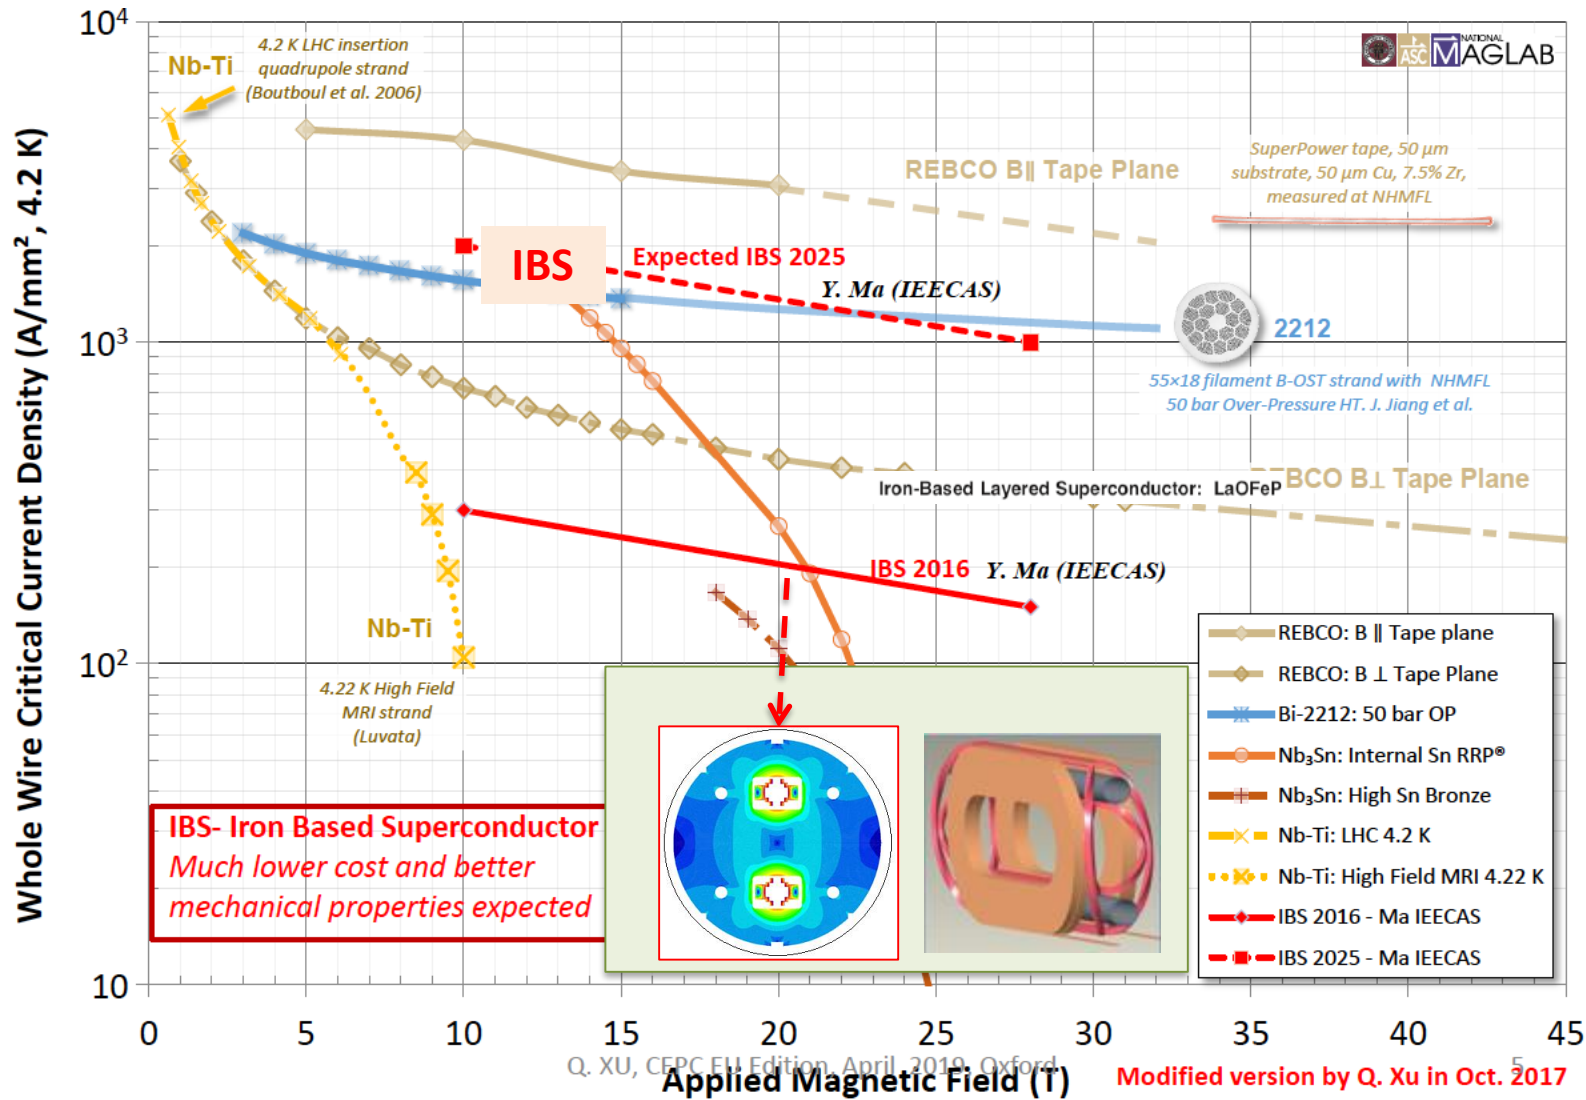 10⁴
10³
10²
10
Whole Wire Critical Current Density (A/mm², 4.2 K)
0 5 10 15 20 25 30 35 40 45
Applied Magnetic Field (T)
Nb-Ti
4.2 K LHC insertion
quadrupole strand
(Boutboul et al. 2006)
NATIONAL
ASC MAGLAB
REBCO B∥ Tape Plane
SuperPower tape, 50 µm
substrate, 50 µm Cu, 7.5% Zr,
measured at NHMFL
IBS
Expected IBS 2025
Y. Ma (IEECAS)
2212
55×18 filament B-OST strand with NHMFL
50 bar Over-Pressure HT. J. Jiang et al.
Iron-Based Layered Superconductor: LaOFeP
REBCO B⊥ Tape Plane
IBS 2016 Y. Ma (IEECAS)
Nb-Ti
4.22 K High Field
MRI strand
(Luvata)
REBCO: B ∥ Tape plane
REBCO: B ⊥ Tape Plane
Bi-2212: 50 bar OP
Nb₃Sn: Internal Sn RRP®
Nb₃Sn: High Sn Bronze
Nb-Ti: LHC 4.2 K
Nb-Ti: High Field MRI 4.22 K
IBS 2016 - Ma IEECAS
IBS 2025 - Ma IEECAS
IBS- Iron Based Superconductor
Much lower cost and better
mechanical properties expected
Q. XU, CEPC EU Edition, April, 2019, Oxford
5
Modified version by Q. Xu in Oct. 2017